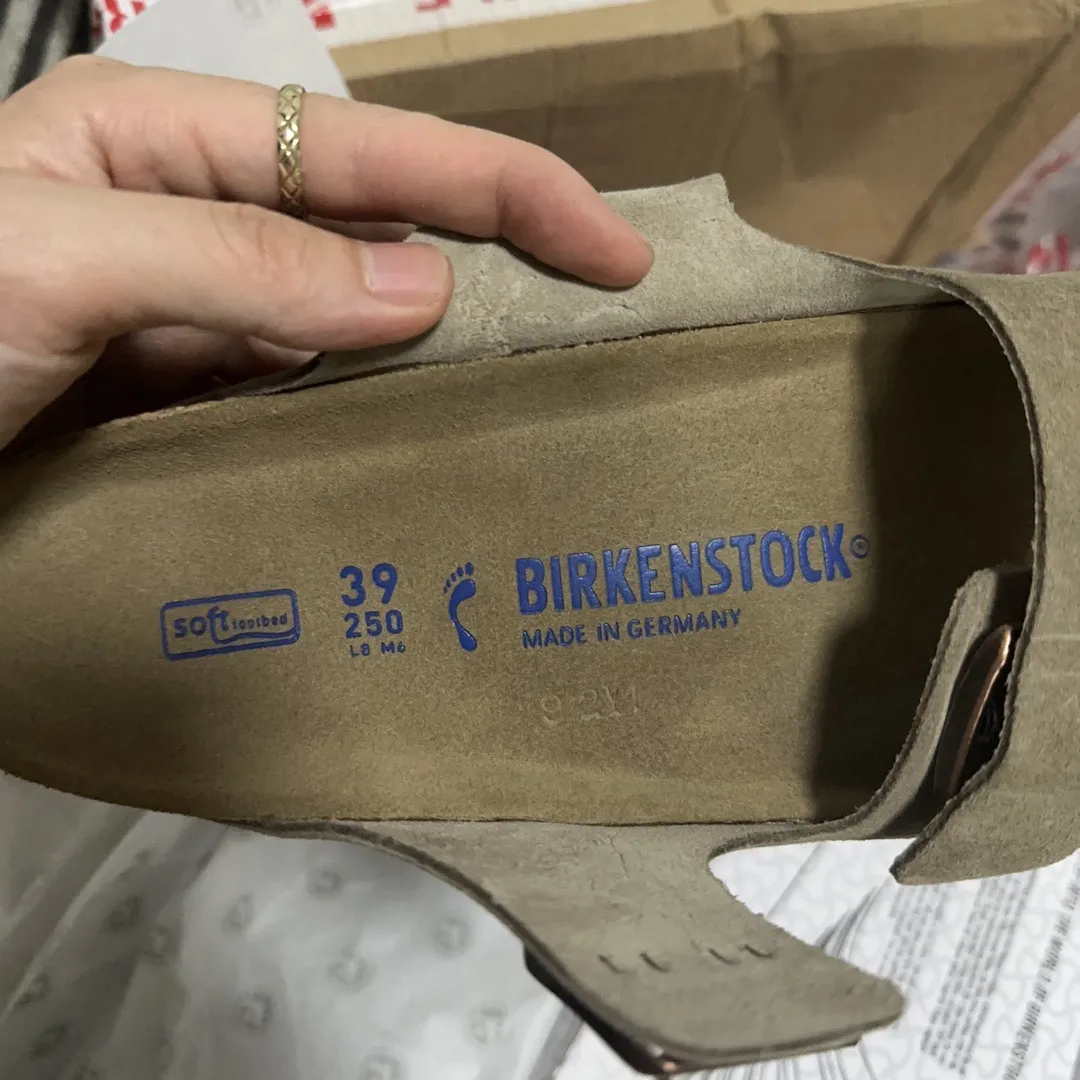 soft footbed
39
250
L8 M6
BIRKENSTOCK©
MADE IN GERMANY